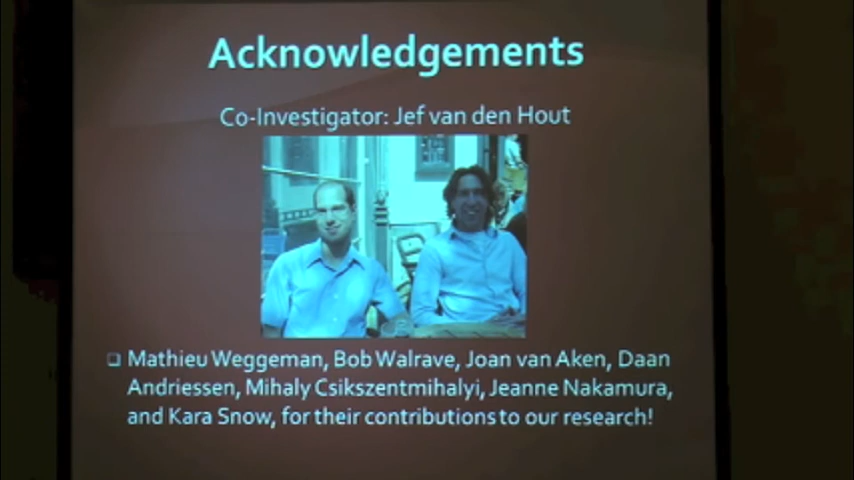 Acknowledgements
Co-Investigator: Jef van den Hout
❑ Mathieu Weggeman, Bob Walrave, Joan van Aken, Daan
Andriessen, Mihaly Csikszentmihalyi, Jeanne Nakamura,
and Kara Snow, for their contributions to our research!